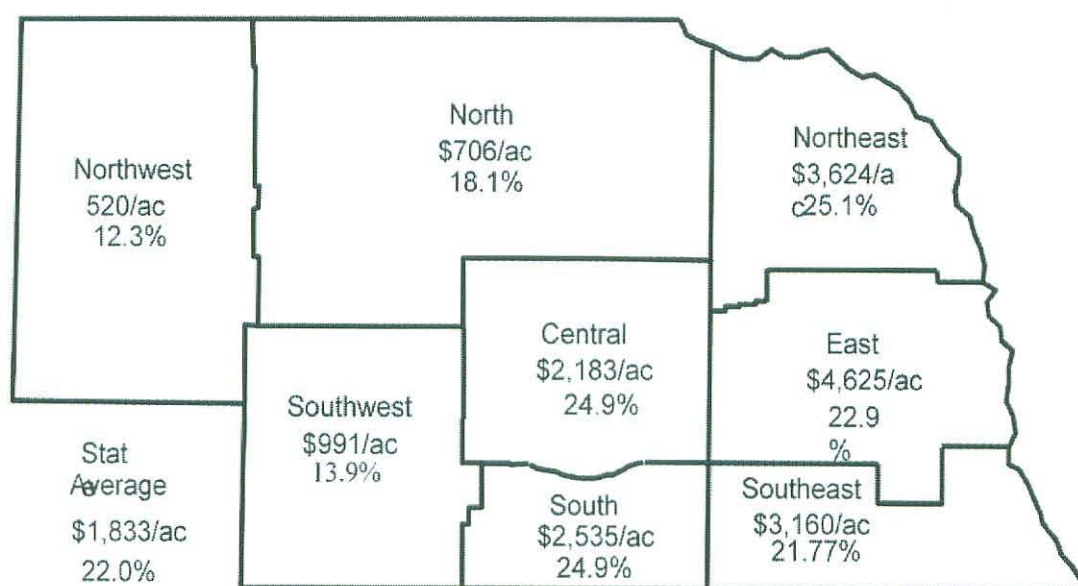 Northwest
520/ac
12.3%
North
$706/ac
18.1%
Northeast
$3,624/a
c25.1%
Central
$2,183/ac
24.9%
East
$4,625/ac
22.9
%
Southwest
$991/ac
13.9%
Stat
e
Average
$1,833/ac
22.0%
South
$2,535/ac
24.9%
Southeast
$3,160/ac
21.77%